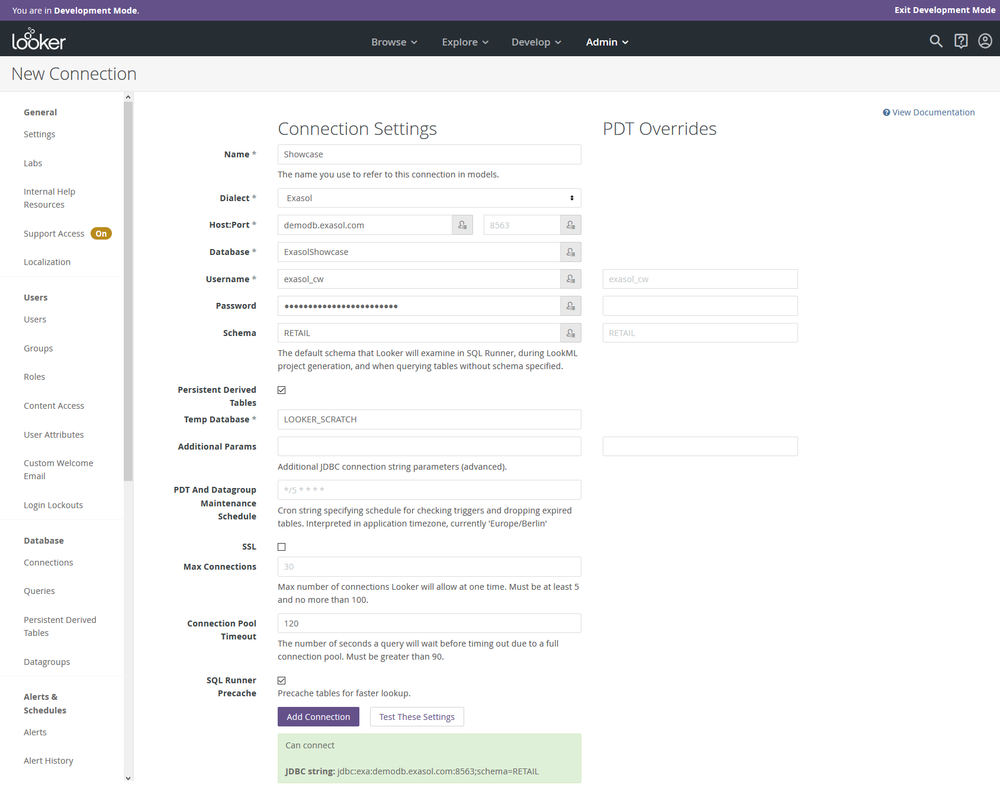 You are in Development Mode.
Exit Development Mode
looker
Browse
Explore
Develop
Admin
New Connection
General
Settings
Labs
Internal Help
Resources
Support Access On
Localization
Users
Users
Groups
Roles
Content Access
User Attributes
Custom Welcome
Email
Login Lockouts
Database
Connections
Queries
Persistent Derived
Tables
Datagroups
Alerts &
Schedules
Alerts
Alert History
View Documentation
Connection Settings
PDT Overrides
Name *
Showcase
The name you use to refer to this connection in models.
Dialect *
Exasol
Host:Port *
demodb.exasol.com
8563
Database *
ExasolShowcase
Username *
exasol_cw
exasol_cw
Password
••••••••••••••••••••••••
Schema
RETAIL
RETAIL
The default schema that Looker will examine in SQL Runner, during LookML
project generation, and when querying tables without schema specified.
Persistent Derived
Tables
Temp Database *
LOOKER_SCRATCH
Additional Params
Additional JDBC connection string parameters (advanced).
PDT And Datagroup
Maintenance
Schedule
*/5 * * * *
Cron string specifying schedule for checking triggers and dropping expired
tables. Interpreted in application timezone, currently 'Europe/Berlin'
SSL
Max Connections
30
Max number of connections Looker will allow at one time. Must be at least 5
and no more than 100.
Connection Pool
Timeout
120
The number of seconds a query will wait before timing out due to a full
connection pool. Must be greater than 90.
SQL Runner
Precache
Precache tables for faster lookup.
Add Connection
Test These Settings
Can connect
JDBC string: jdbc:exa:demodb.exasol.com:8563;schema=RETAIL